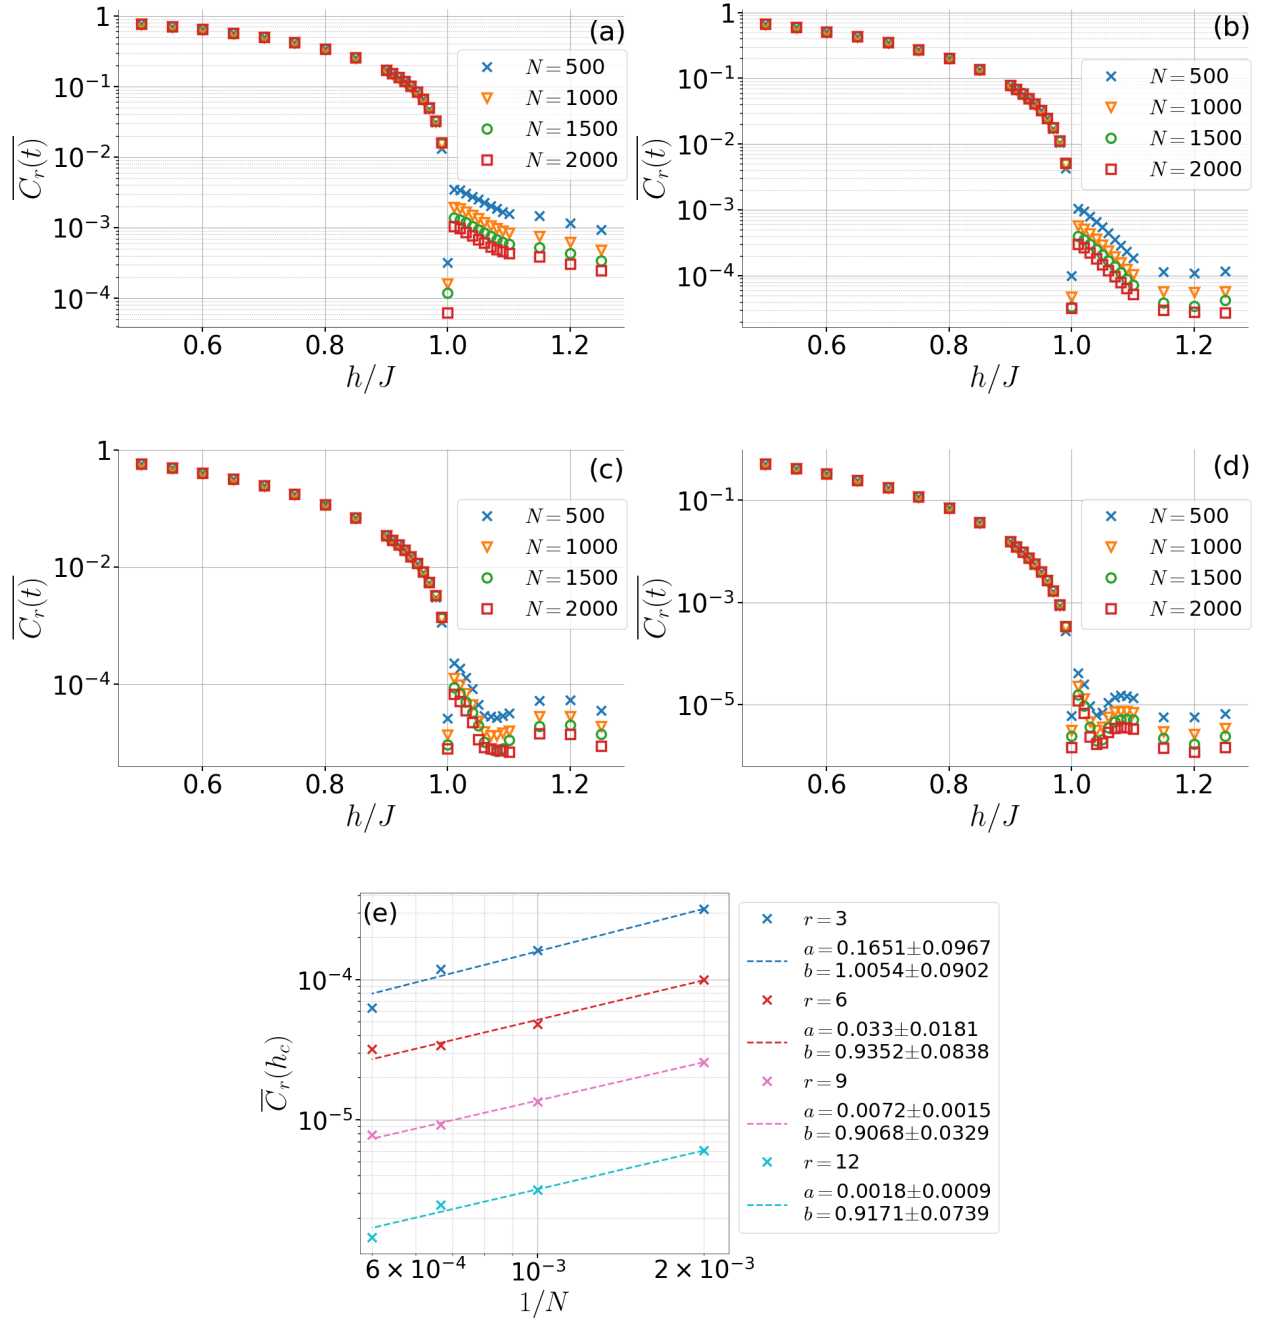 (a)
1
10⁻¹
10⁻²
10⁻³
10⁻⁴
C_r(t)
N = 500
N = 1000
N = 1500
N = 2000
0.6 0.8 1.0 1.2
h/J
(b)
1
10⁻¹
10⁻²
10⁻³
10⁻⁴
C_r(t)
N = 500
N = 1000
N = 1500
N = 2000
0.6 0.8 1.0 1.2
h/J
(c)
1
10⁻²
10⁻⁴
C_r(t)
N = 500
N = 1000
N = 1500
N = 2000
0.6 0.8 1.0 1.2
h/J
(d)
10⁻¹
10⁻³
10⁻⁵
C_r(t)
N = 500
N = 1000
N = 1500
N = 2000
0.6 0.8 1.0 1.2
h/J
(e)
10⁻⁴
10⁻⁵
C_r(h_c)
6 × 10⁻⁴ 10⁻³ 2 × 10⁻³
1/N
r = 3
a = 0.1651±0.0967
b = 1.0054±0.0902
r = 6
a = 0.033±0.0181
b = 0.9352±0.0838
r = 9
a = 0.0072±0.0015
b = 0.9068±0.0329
r = 12
a = 0.0018±0.0009
b = 0.9171±0.0739